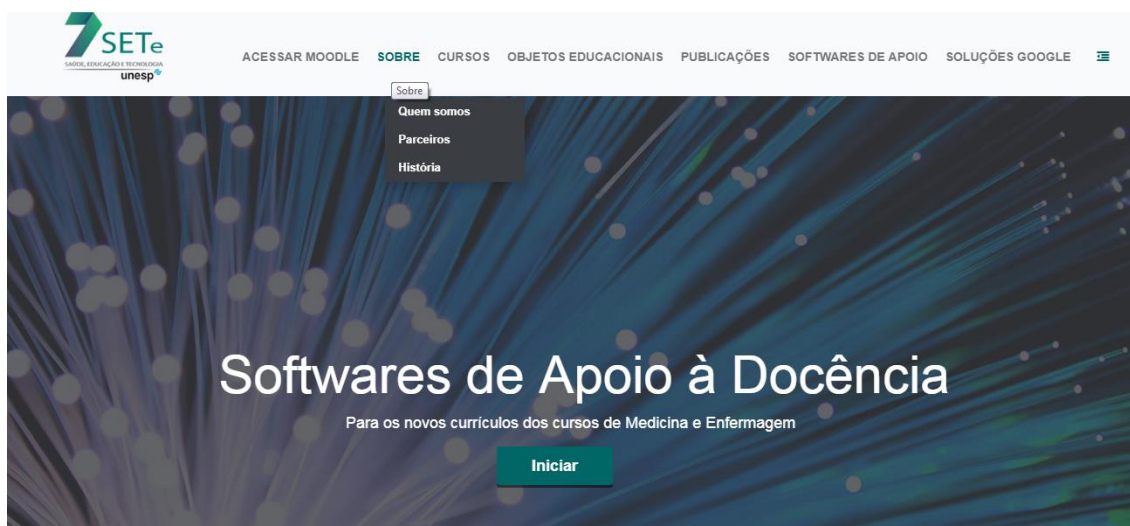 7SETe
SAÚDE, EDUCAÇÃO E TECNOLOGIA
unesp
ACESSAR MOODLE SOBRE CURSOS OBJETOS EDUCACIONAIS PUBLICAÇÕES SOFTWARES DE APOIO SOLUÇÕES GOOGLE
Sobre
Quem somos
Parceiros
História
Softwares de Apoio à Docência
Para os novos currículos dos cursos de Medicina e Enfermagem
Iniciar